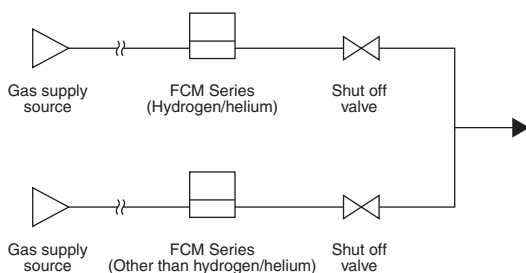 Gas supply
source
FCM Series
(Hydrogen/helium)
Shut off
valve
Gas supply
source
FCM Series
(Other than hydrogen/helium)
Shut off
valve